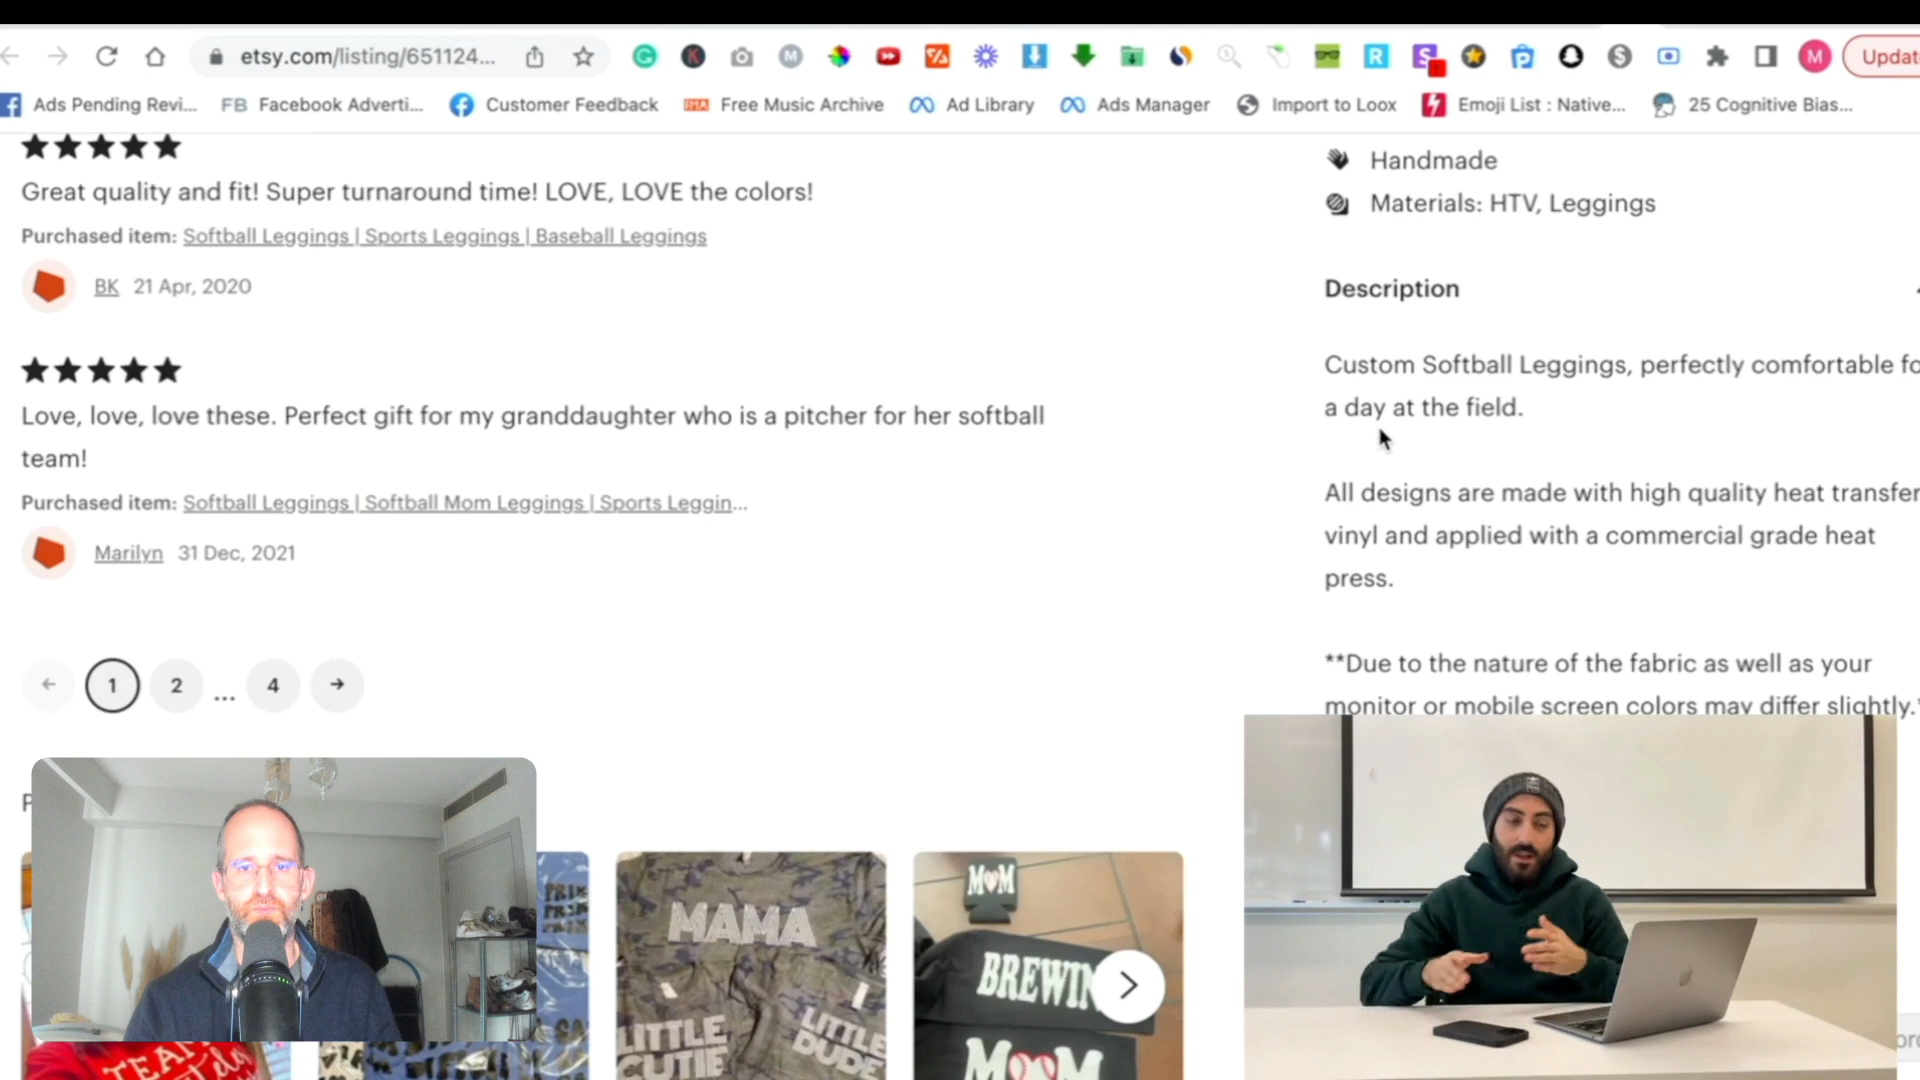 etsy.com/listing/651124...
M
Updat
Ads Pending Revi...
FB Facebook Adverti...
Customer Feedback
Free Music Archive
Ad Library
Ads Manager
Import to Loox
Emoji List : Native...
25 Cognitive Bias...
Great quality and fit! Super turnaround time! LOVE, LOVE the colors!
Purchased item: Softball Leggings | Sports Leggings | Baseball Leggings
BK 21 Apr, 2020
Love, love, love these. Perfect gift for my granddaughter who is a pitcher for her softball
team!
Purchased item: Softball Leggings | Softball Mom Leggings | Sports Leggin...
Marilyn 31 Dec, 2021
1 2 ... 4
Handmade
Materials: HTV, Leggings
Description
Custom Softball Leggings, perfectly comfortable fo
a day at the field.
All designs are made with high quality heat transfer
vinyl and applied with a commercial grade heat
press.
**Due to the nature of the fabric as well as your
monitor or mobile screen colors may differ slightly.*
MAMA
LITTLE
CUTIE
LITTLE
DUDE
MOM
BREWIN
MOM
TEAM